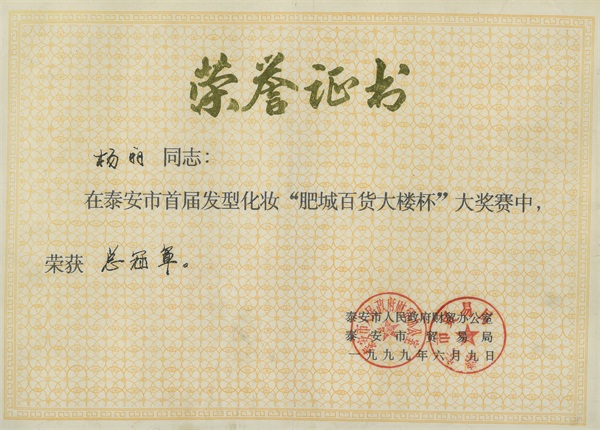 荣誉证书
杨丽 同志：
在泰安市首届发型化妆“肥城百货大楼杯”大奖赛中，
荣获 总冠军。
泰安市人民政府财贸办公室
泰安市贸易局
一九九九年六月九日